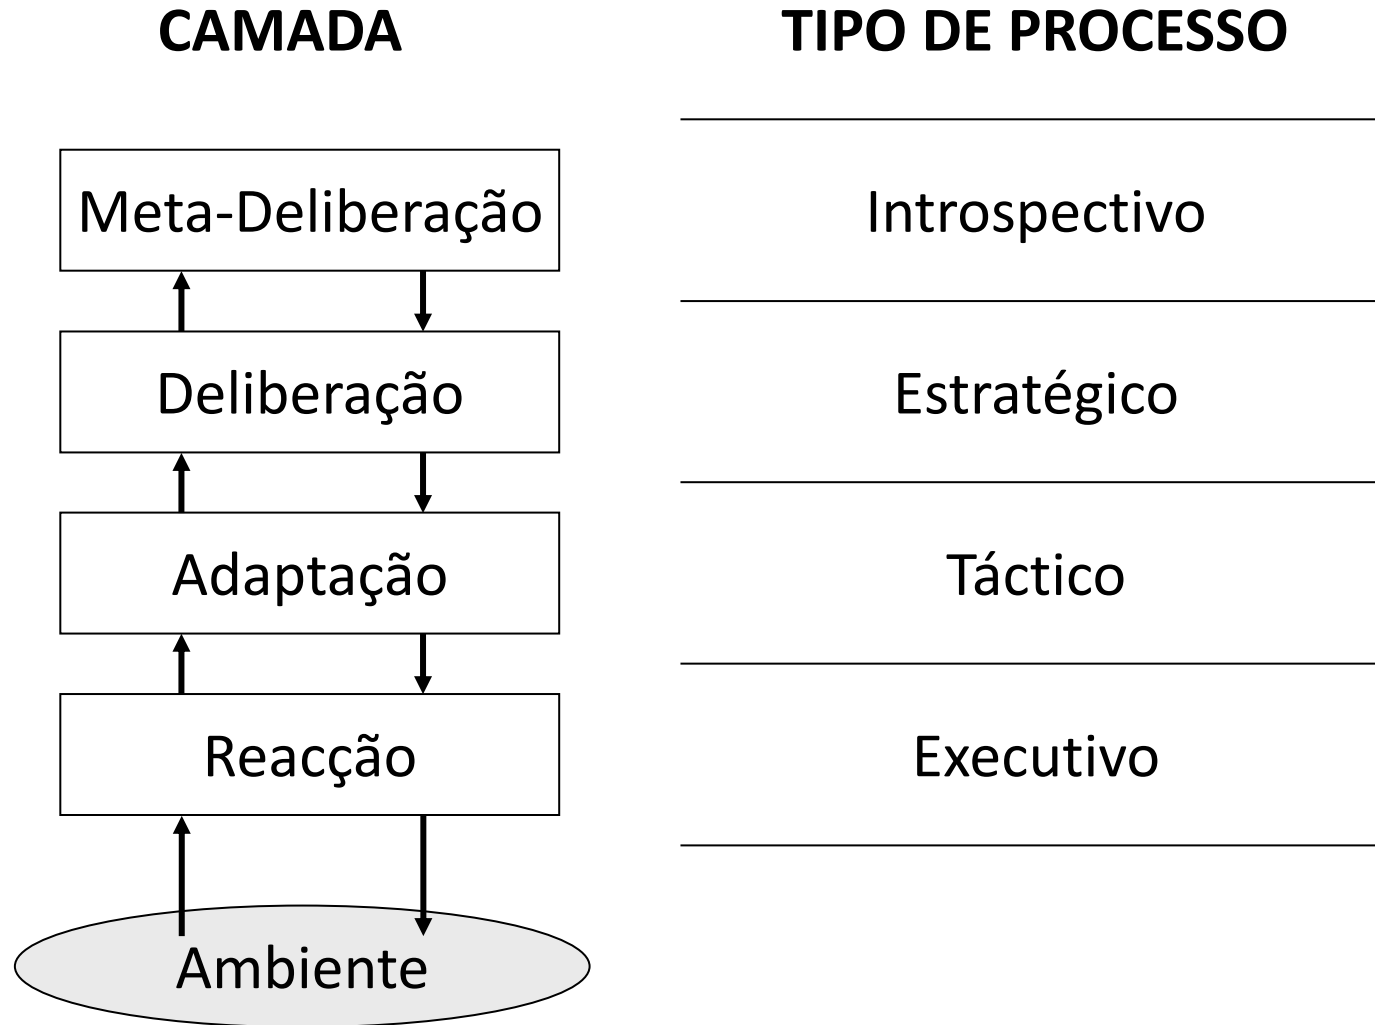 CAMADA TIPO DE PROCESSO
Meta-Deliberação Introspectivo
Deliberação Estratégico
Adaptação Táctico
Reacção Executivo
Ambiente